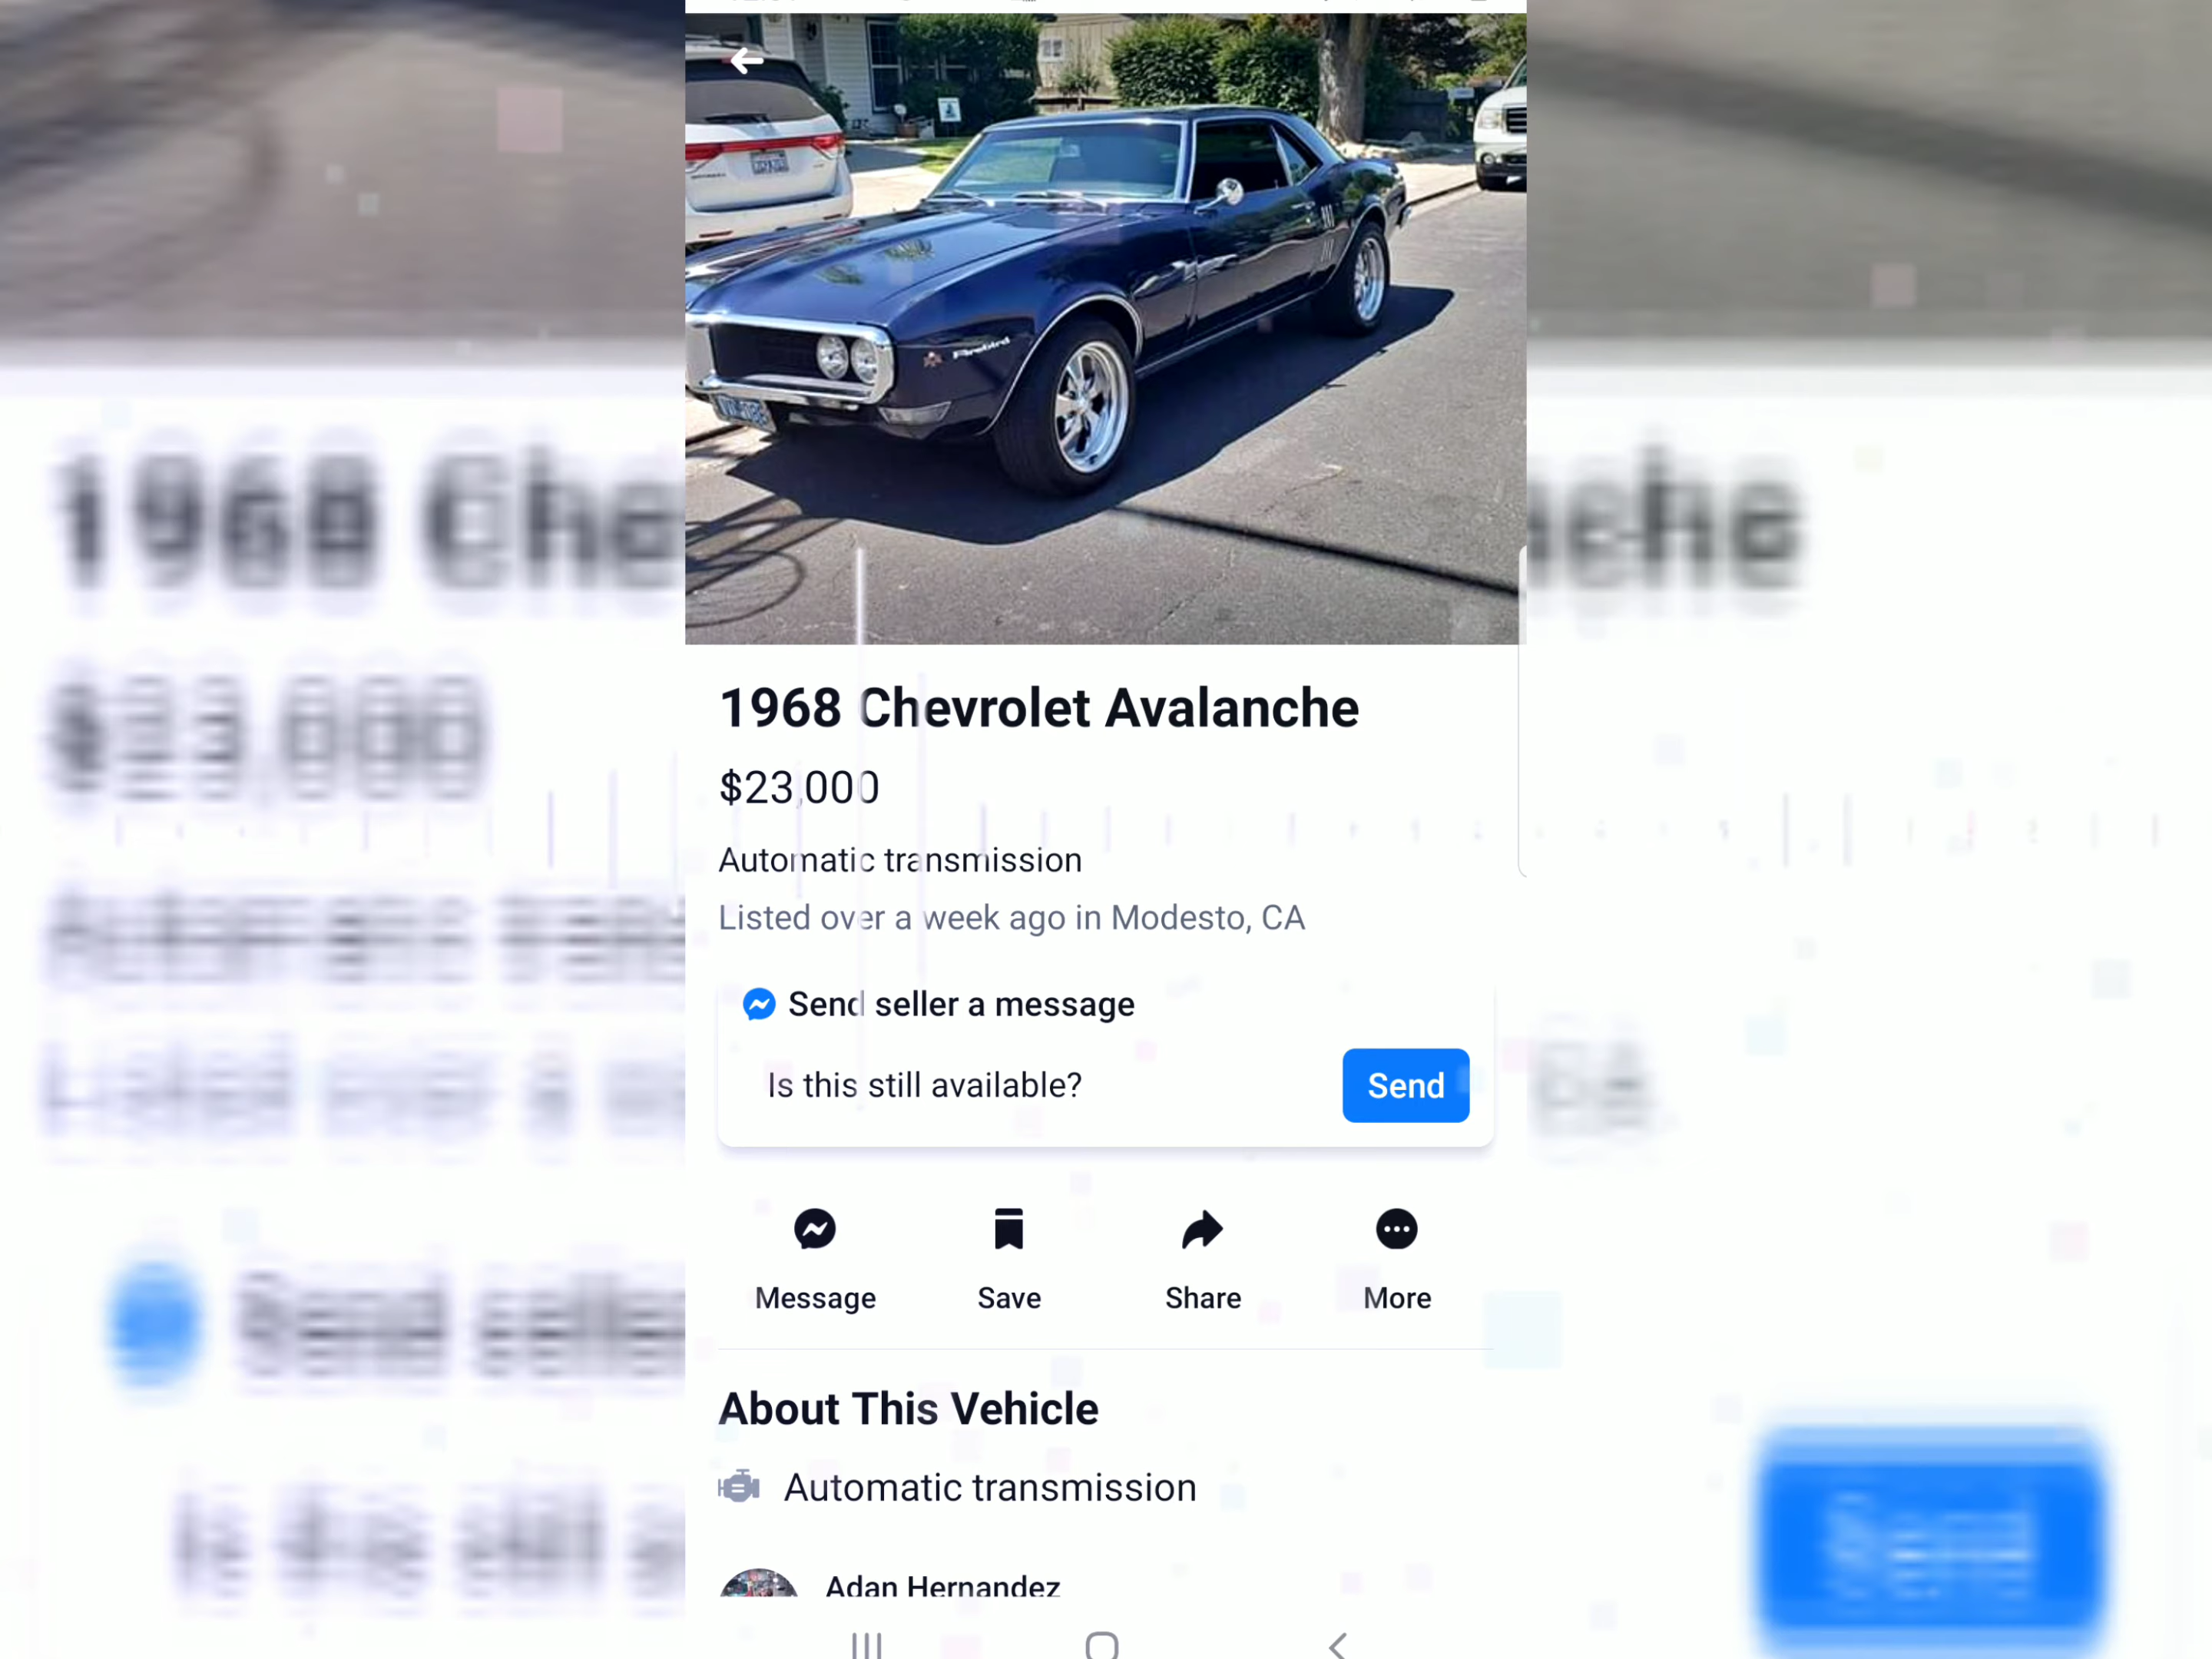 Firebird
1968 Chevrolet Avalanche
$23,000
Automatic transmission
Listed over a week ago in Modesto, CA
Send seller a message
Is this still available?
Send
Message
Save
Share
More
About This Vehicle
Automatic transmission
Adan Hernandez